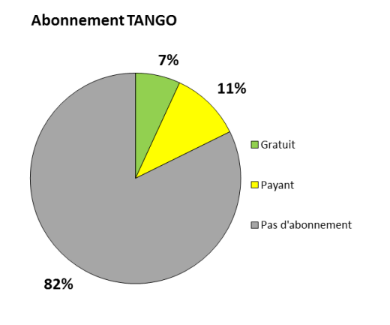 Abonnement TANGO
7%
11%
Gratuit
Payant
Pas d'abonnement
82%